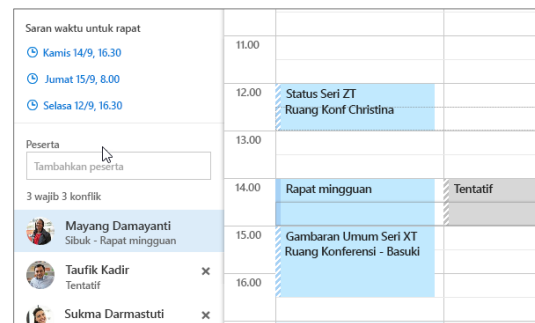 Saran waktu untuk rapat
Kamis 14/9, 16.30
Jumat 15/9, 8.00
Selasa 12/9, 16.30
Peserta
Tambahkan peserta
3 wajib 3 konflik
Mayang Damayanti
Sibuk - Rapat mingguan
Taufik Kadir
Tentatif
Sukma Darmastuti
11.00
12.00
Status Seri ZT
Ruang Konf Christina
13.00
14.00
Rapat mingguan
Tentatif
15.00
Gambaran Umum Seri XT
Ruang Konferensi - Basuki
16.00